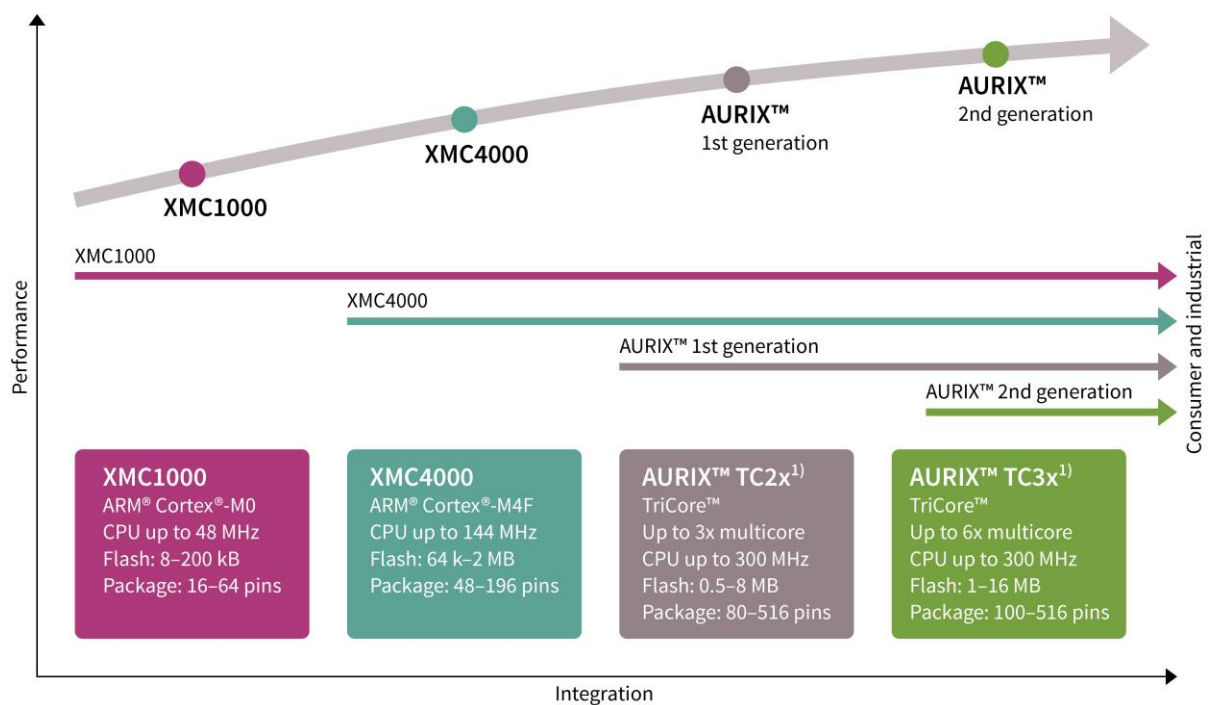 AURIX™
2nd generation
AURIX™
1st generation
XMC4000
XMC1000
XMC1000
XMC4000
AURIX™ 1st generation
AURIX™ 2nd generation
Performance
Consumer and industrial
XMC1000
ARM® Cortex®-M0
CPU up to 48 MHz
Flash: 8–200 kB
Package: 16–64 pins
XMC4000
ARM® Cortex®-M4F
CPU up to 144 MHz
Flash: 64 k–2 MB
Package: 48–196 pins
AURIX™ TC2x¹⁾
TriCore™
Up to 3x multicore
CPU up to 300 MHz
Flash: 0.5–8 MB
Package: 80–516 pins
AURIX™ TC3x¹⁾
TriCore™
Up to 6x multicore
CPU up to 300 MHz
Flash: 1–16 MB
Package: 100–516 pins
Integration